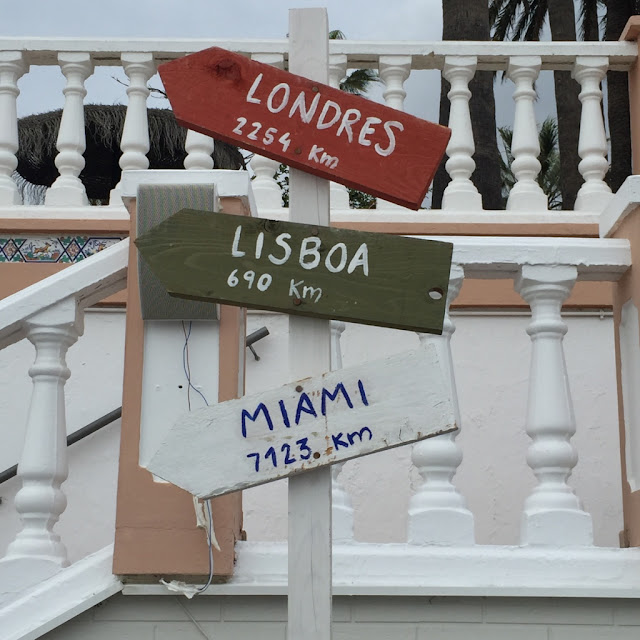 LONDRES
2254 Km
LISBOA
690 Km
MIAMI
7123 Km